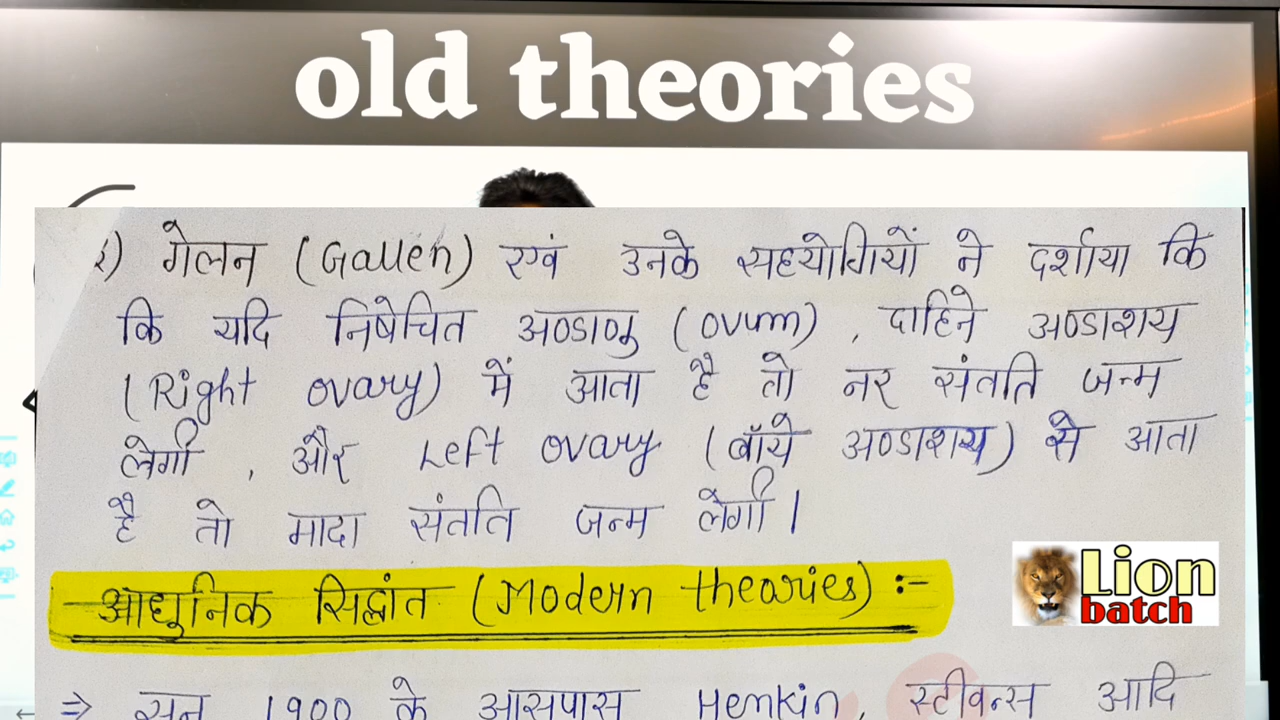 old theories
२) गेलन (Gallen) एवं उनके सहयोगियों ने दर्शाया कि
कि यदि निषेचित अण्डाणु (ovum), दाहिने अण्डाशय
(Right ovary) में आता है तो नर संतति जन्म
लेगी, और Left ovary (बाँये अण्डाशय) से आता
है तो मादा संतति जन्म लेगी।
आधुनिक सिद्धांत (Modern theories) :-
Lion
batch
⇒ सन 1900 के आसपास Henkin, स्टीवन्स आदि